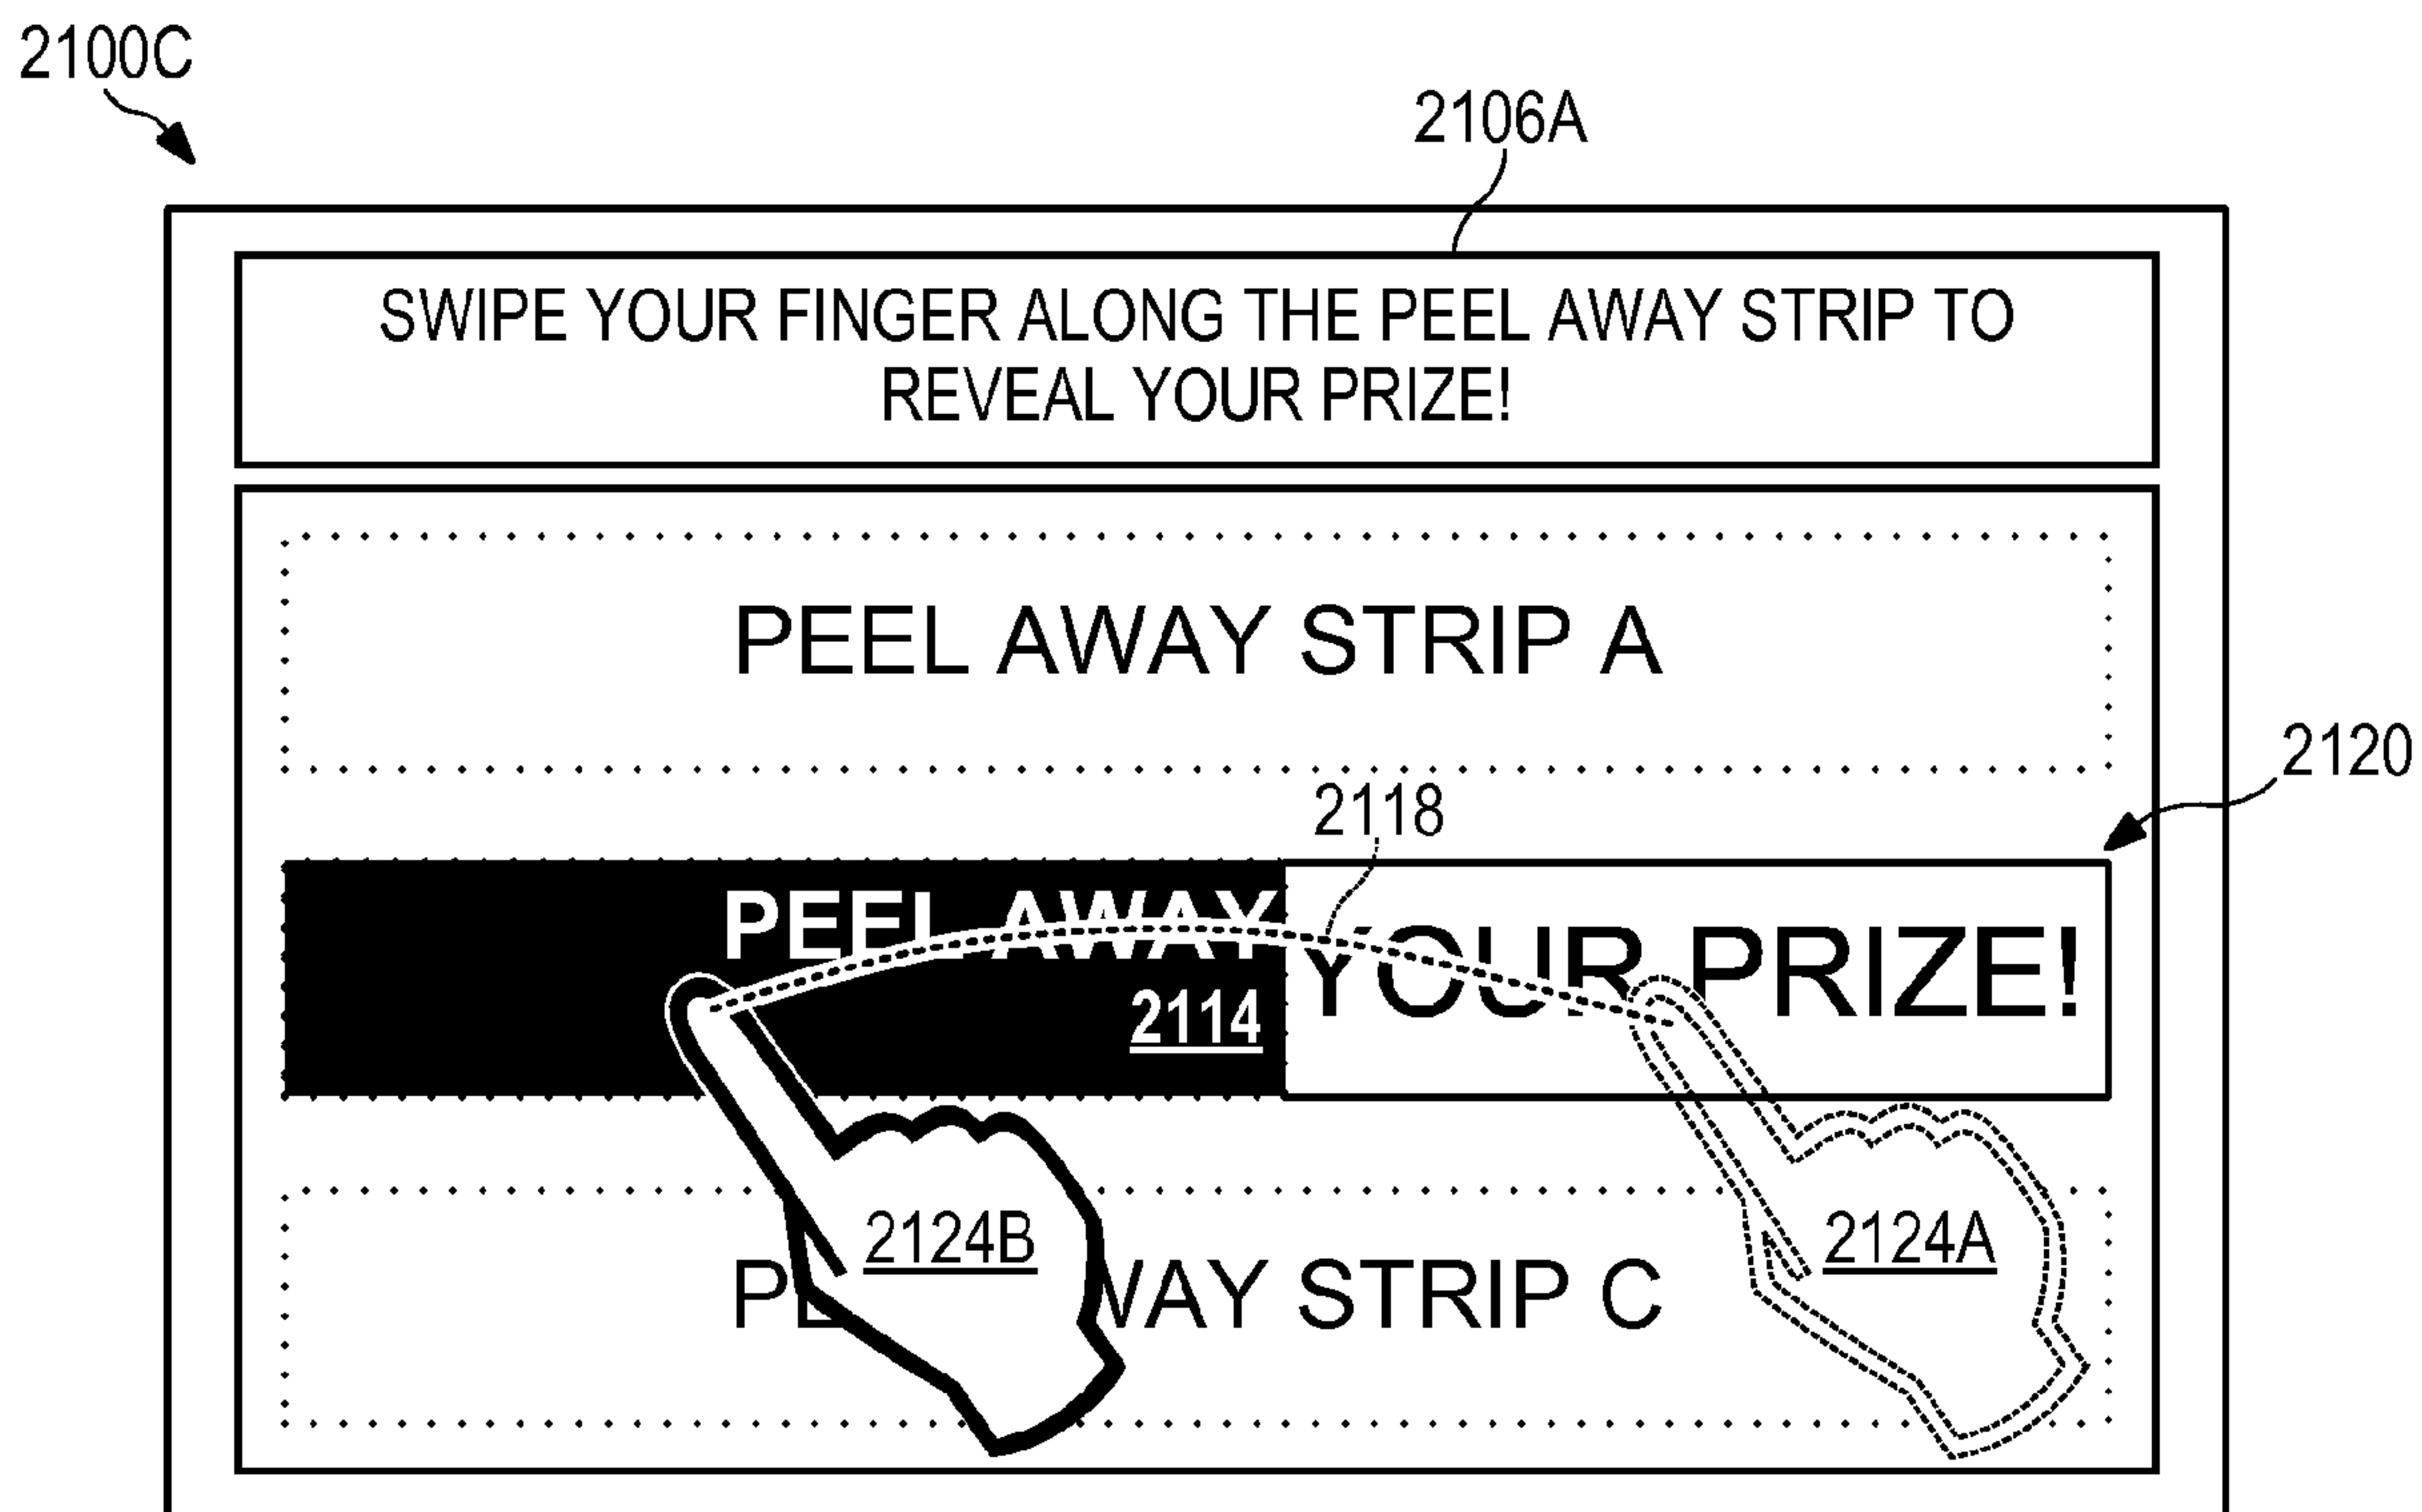 2100C
2106A
SWIPE YOUR FINGER ALONG THE PEEL AWAY STRIP TO
REVEAL YOUR PRIZE!
PEEL AWAY STRIP A
2120
2118
PEEL AWAY
YOUR PRIZE!
2114
2124B
2124A
WAY STRIP C